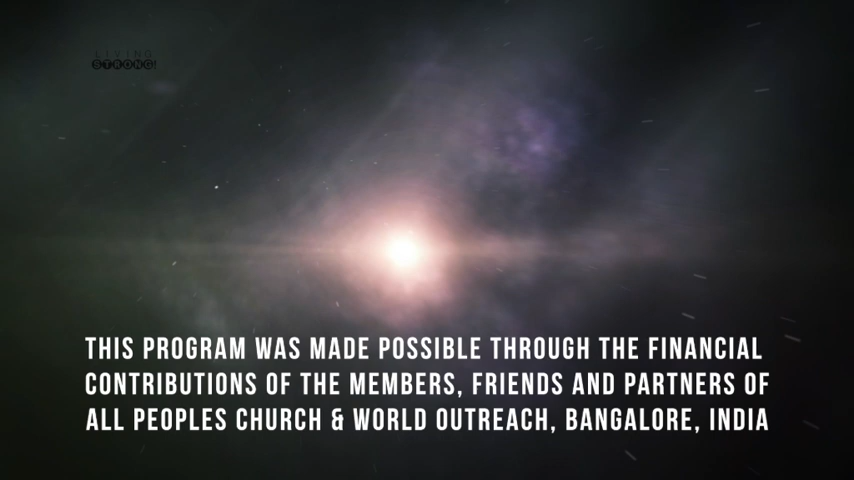 LIVING
STRONG!
THIS PROGRAM WAS MADE POSSIBLE THROUGH THE FINANCIAL
CONTRIBUTIONS OF THE MEMBERS, FRIENDS AND PARTNERS OF
ALL PEOPLES CHURCH & WORLD OUTREACH, BANGALORE, INDIA